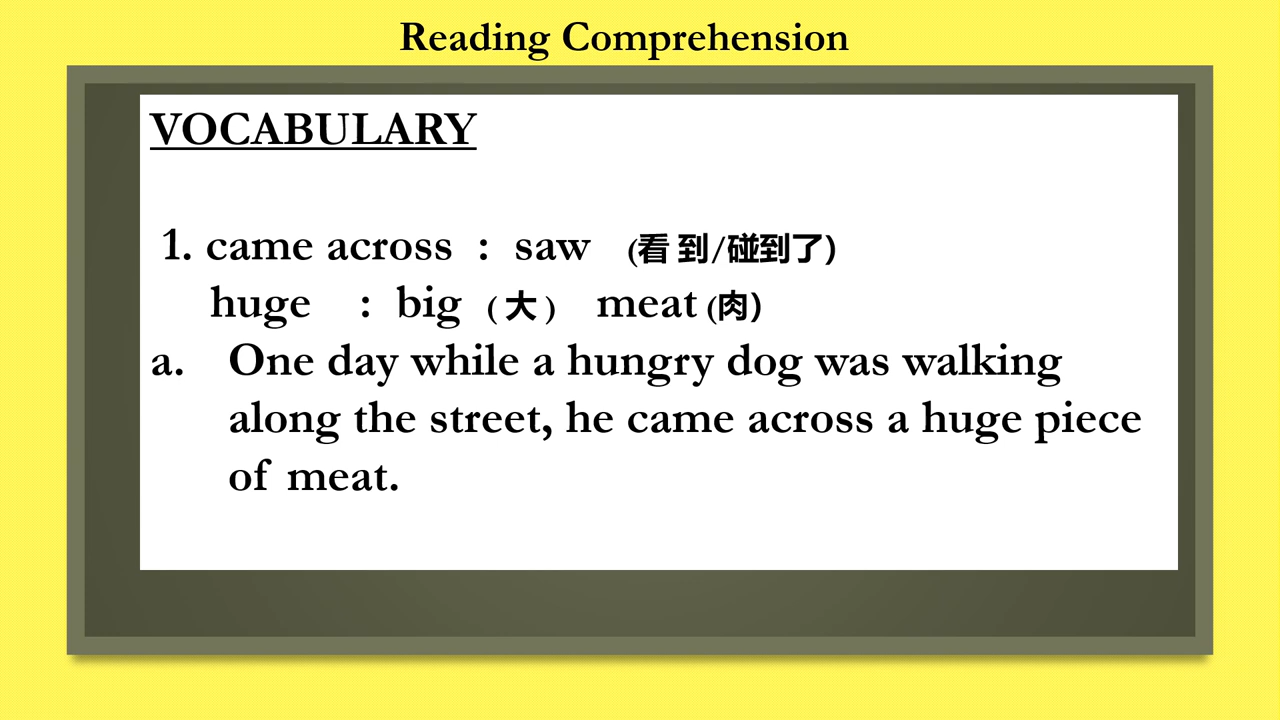 Reading Comprehension
VOCABULARY
1. came across : saw (看 到/碰到了)
huge : big ( 大 ) meat (肉)
a. One day while a hungry dog was walking
along the street, he came across a huge piece
of meat.